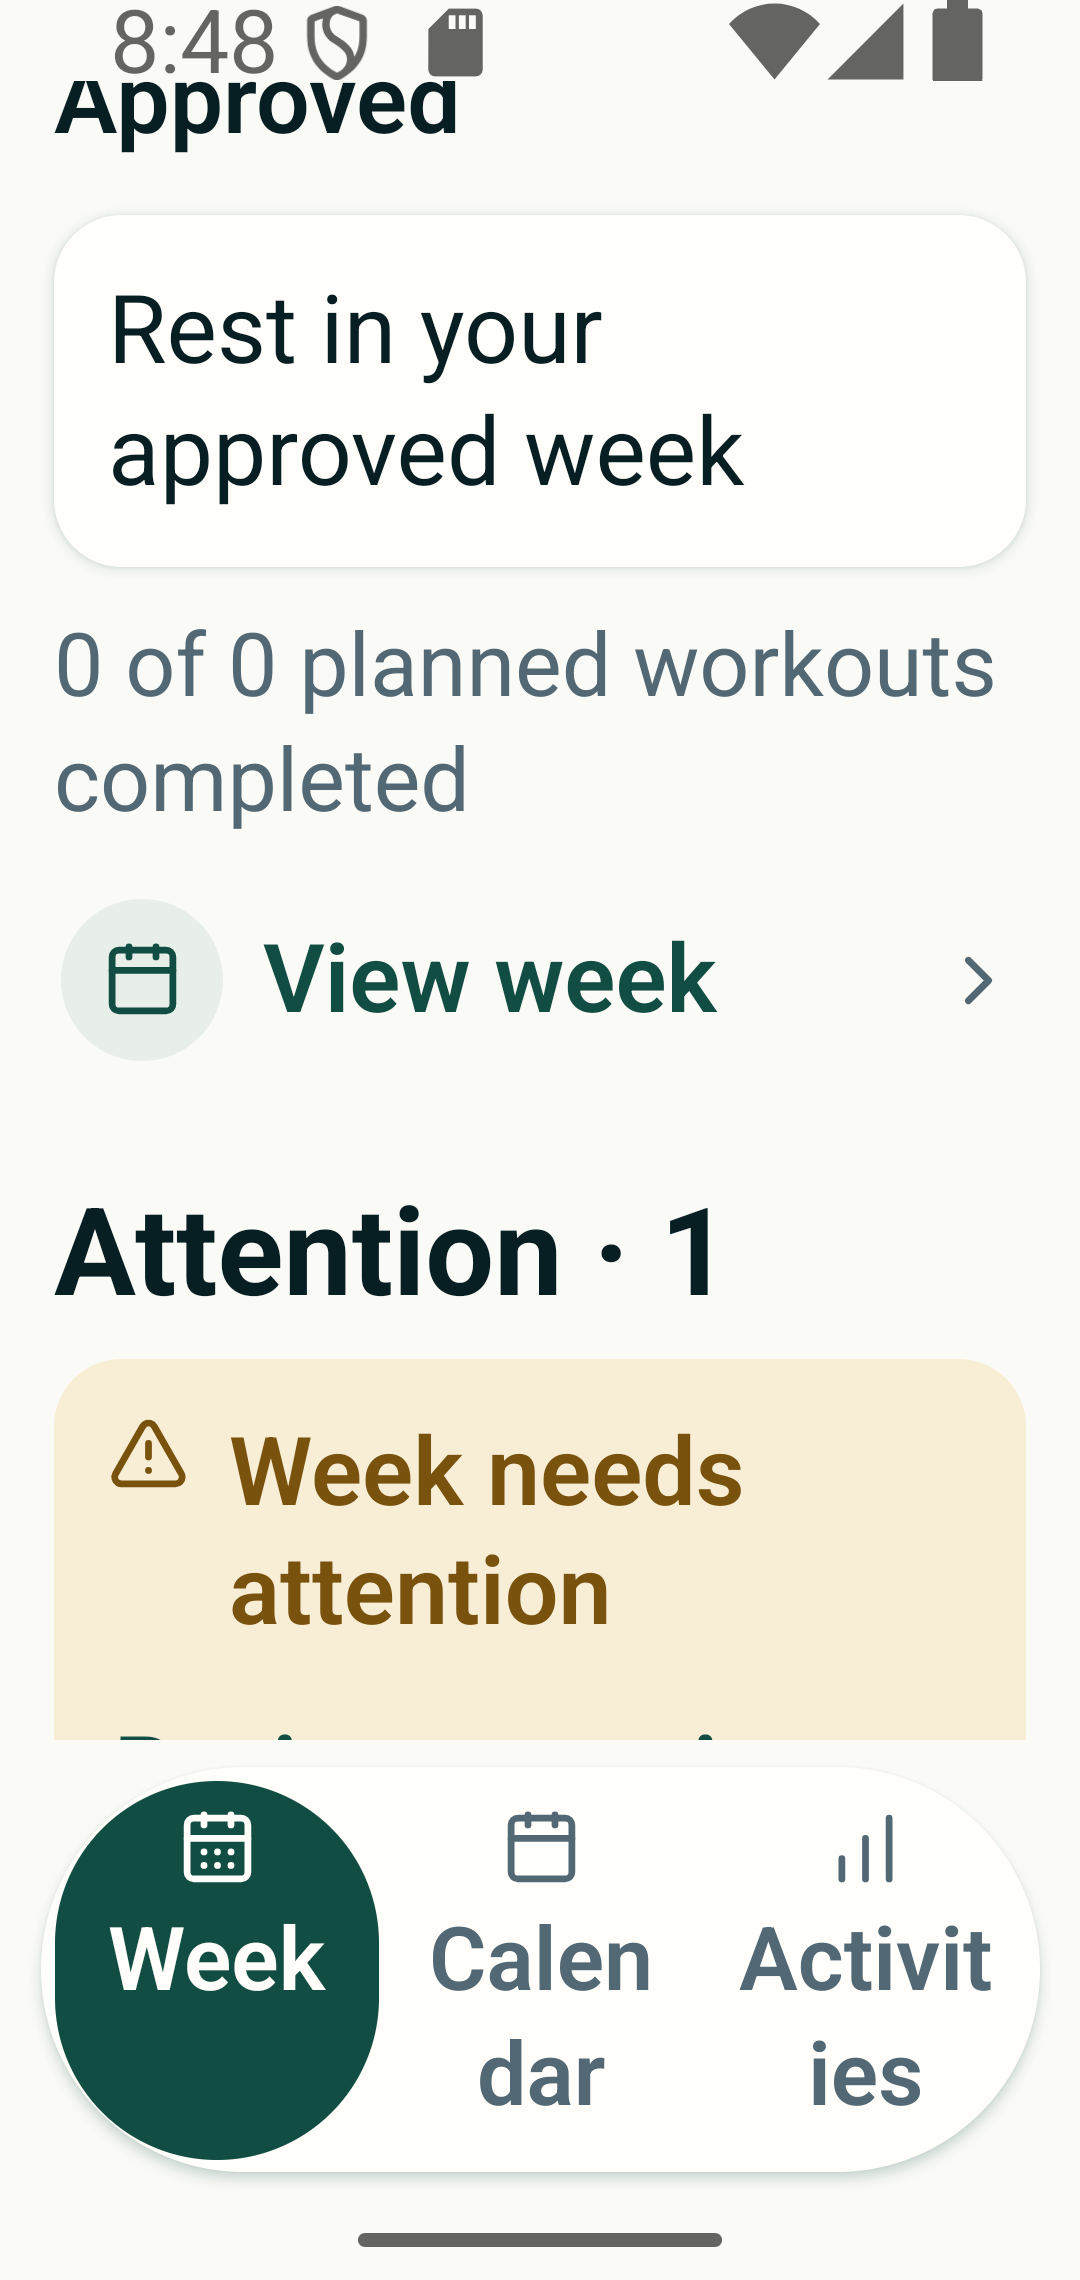 8:48
Approved
Rest in your
approved week
0 of 0 planned workouts
completed
View week
Attention · 1
Week needs
attention
Week
Calen
dar
Activit
ies